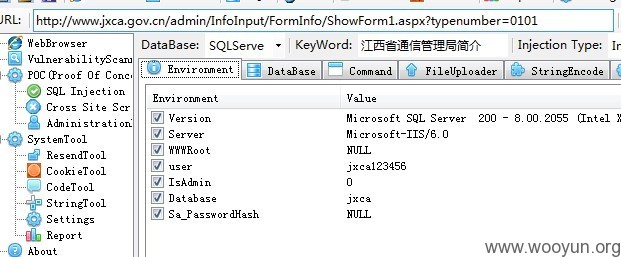 URL: http://www.jxca.gov.cn/admin/InfoInput/FormInfo/ShowForm1.aspx?typenumber=0101
WebBrowser
VulnerabilityScan
POC(Proof Of Conc
SQL Injection
Cross Site Scr
Administration
SystemTool
ResendTool
CookieTool
CodeTool
StringTool
Settings
Report
About
DataBase: SQLServe KeyWord: 江西省通信管理局简介 Injection Type:
Environment DataBase Command FileUploader StringEncode
Environment Value
Version Microsoft SQL Server 200 - 8.00.2055 (Intel X
Server Microsoft-IIS/6.0
WWWRoot NULL
user jxca123456
IsAdmin 0
Database jxca
Sa_PasswordHash NULL
www.wooyun.org